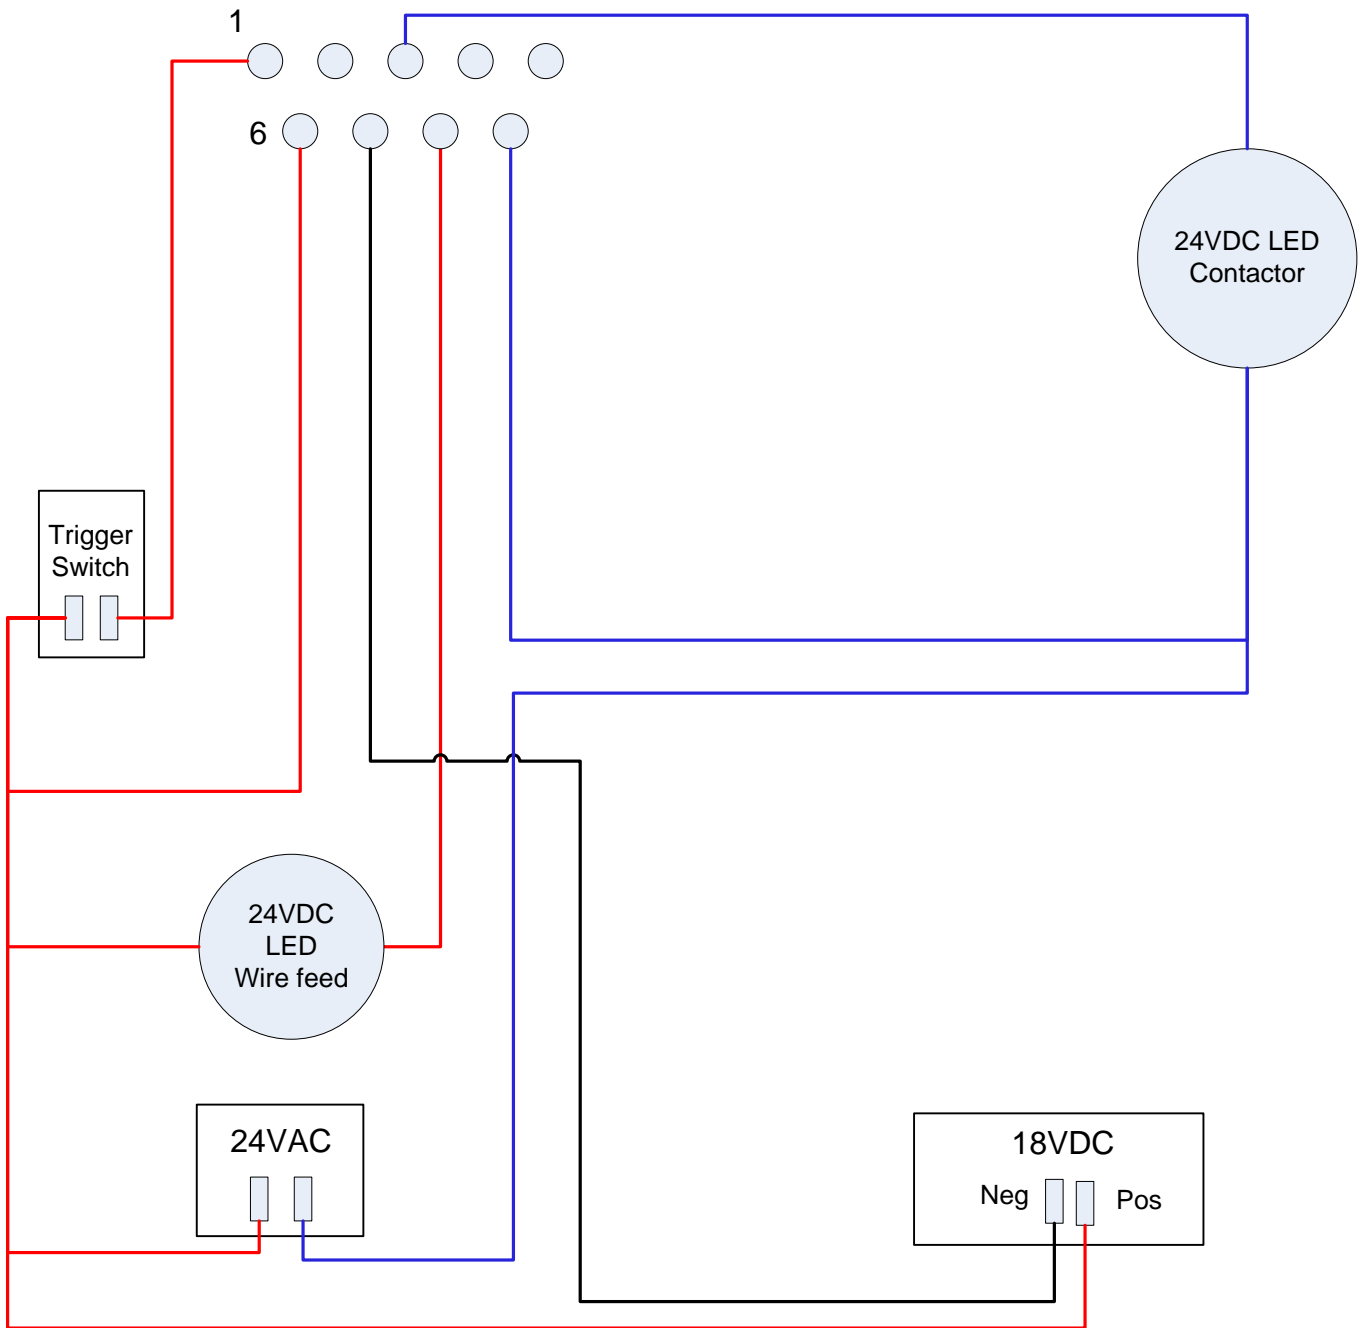 1
6
24VDC LED
Contactor
Trigger
Switch
24VDC
LED
Wire feed
24VAC
18VDC
Neg
Pos